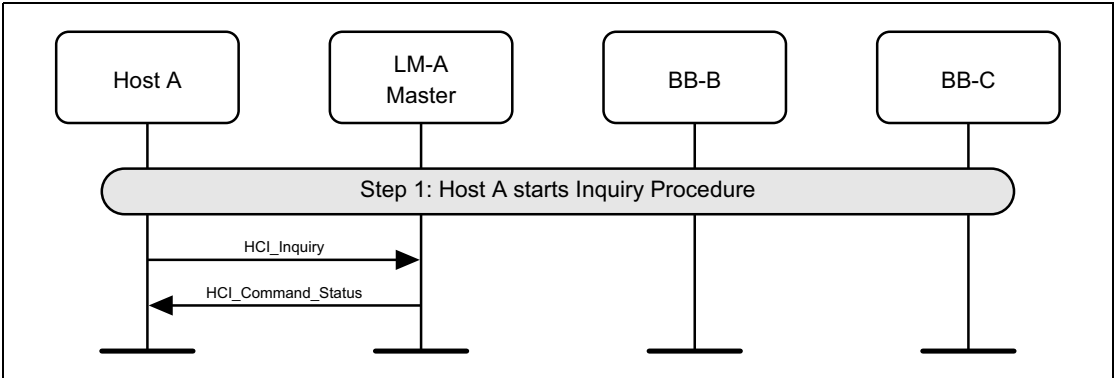 Host A
LM-A
Master
BB-B
BB-C
Step 1: Host A starts Inquiry Procedure
HCI_Inquiry
HCI_Command_Status